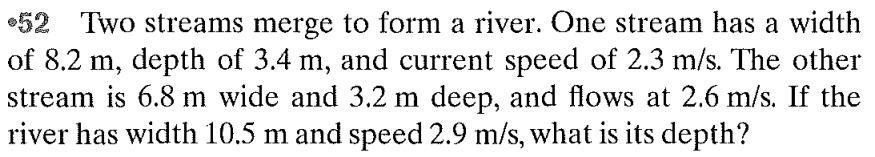 •52 Two streams merge to form a river. One stream has a width
of 8.2 m, depth of 3.4 m, and current speed of 2.3 m/s. The other
stream is 6.8 m wide and 3.2 m deep, and flows at 2.6 m/s. If the
river has width 10.5 m and speed 2.9 m/s, what is its depth?